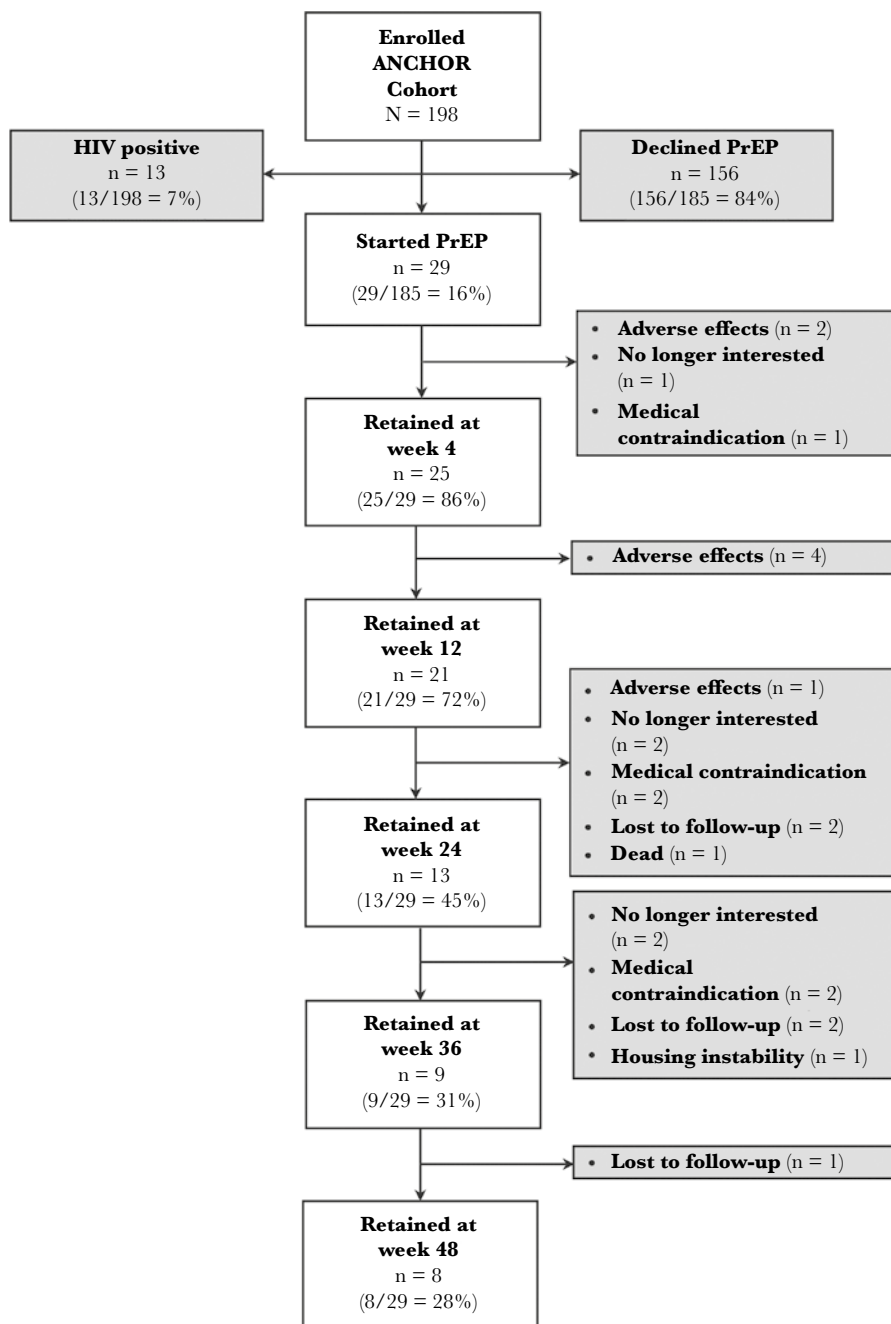 Enrolled
ANCHOR
Cohort
N = 198
HIV positive
n = 13
(13/198 = 7%)
Declined PrEP
n = 156
(156/185 = 84%)
Started PrEP
n = 29
(29/185 = 16%)
• Adverse effects (n = 2)
• No longer interested
(n = 1)
• Medical
contraindication (n = 1)
Retained at
week 4
n = 25
(25/29 = 86%)
• Adverse effects (n = 4)
Retained at
week 12
n = 21
(21/29 = 72%)
• Adverse effects (n = 1)
• No longer interested
(n = 2)
• Medical contraindication
(n = 2)
• Lost to follow-up (n = 2)
• Dead (n = 1)
Retained at
week 24
n = 13
(13/29 = 45%)
• No longer interested
(n = 2)
• Medical
contraindication (n = 2)
• Lost to follow-up (n = 2)
• Housing instability (n = 1)
Retained at
week 36
n = 9
(9/29 = 31%)
• Lost to follow-up (n = 1)
Retained at
week 48
n = 8
(8/29 = 28%)